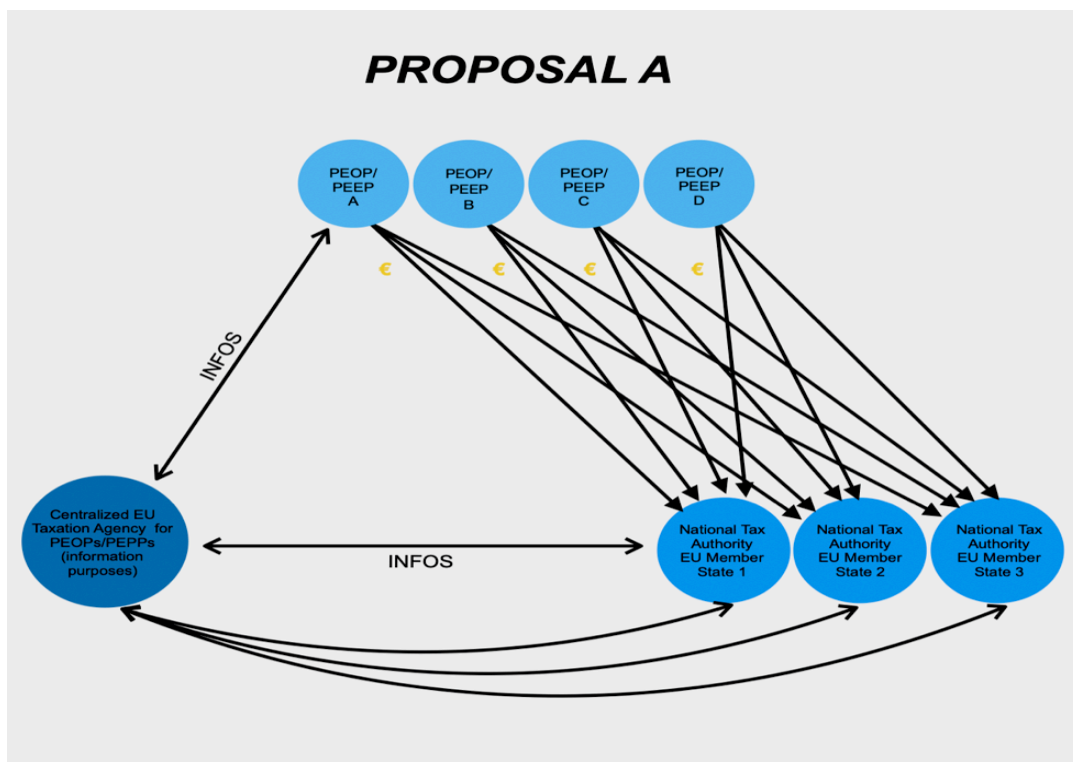 PROPOSAL A
PEOP/
PEEP
A
PEOP/
PEEP
B
PEOP/
PEEP
C
PEOP/
PEEP
D
€
€
€
€
INFOS
Centralized EU
Taxation Agency for
PEOPs/PEPPs
(information
purposes)
INFOS
National Tax
Authority
EU Member
State 1
National Tax
Authority
EU Member
State 2
National Tax
Authority
EU Member
State 3